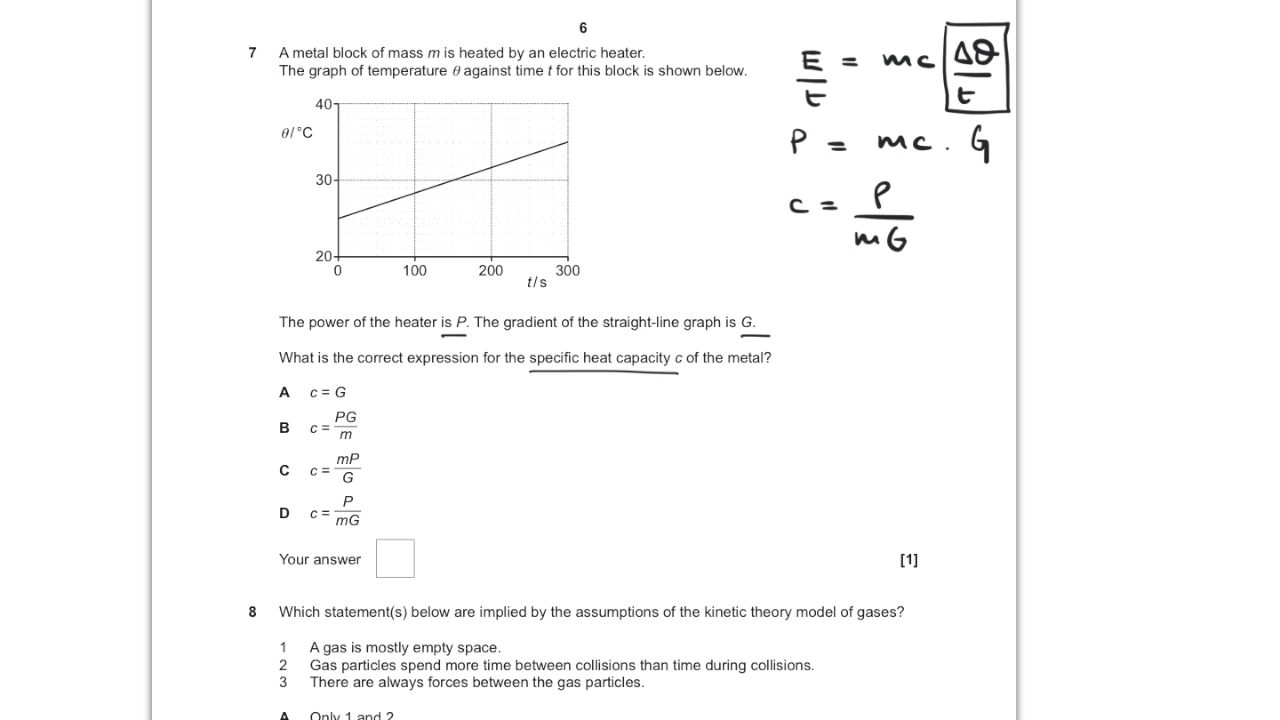 6
7 A metal block of mass m is heated by an electric heater.
The graph of temperature θ against time t for this block is shown below.
40
θ/°C
30
20
0 100 200 300
t/s
E/t = mc Δθ/t
P = mc . G
c = P/mG
The power of the heater is P. The gradient of the straight-line graph is G.
What is the correct expression for the specific heat capacity c of the metal?
A c = G
B c = PG/m
C c = mP/G
D c = P/mG
Your answer [1]
8 Which statement(s) below are implied by the assumptions of the kinetic theory model of gases?
1 A gas is mostly empty space.
2 Gas particles spend more time between collisions than time during collisions.
3 There are always forces between the gas particles.
A Only 1 and 2